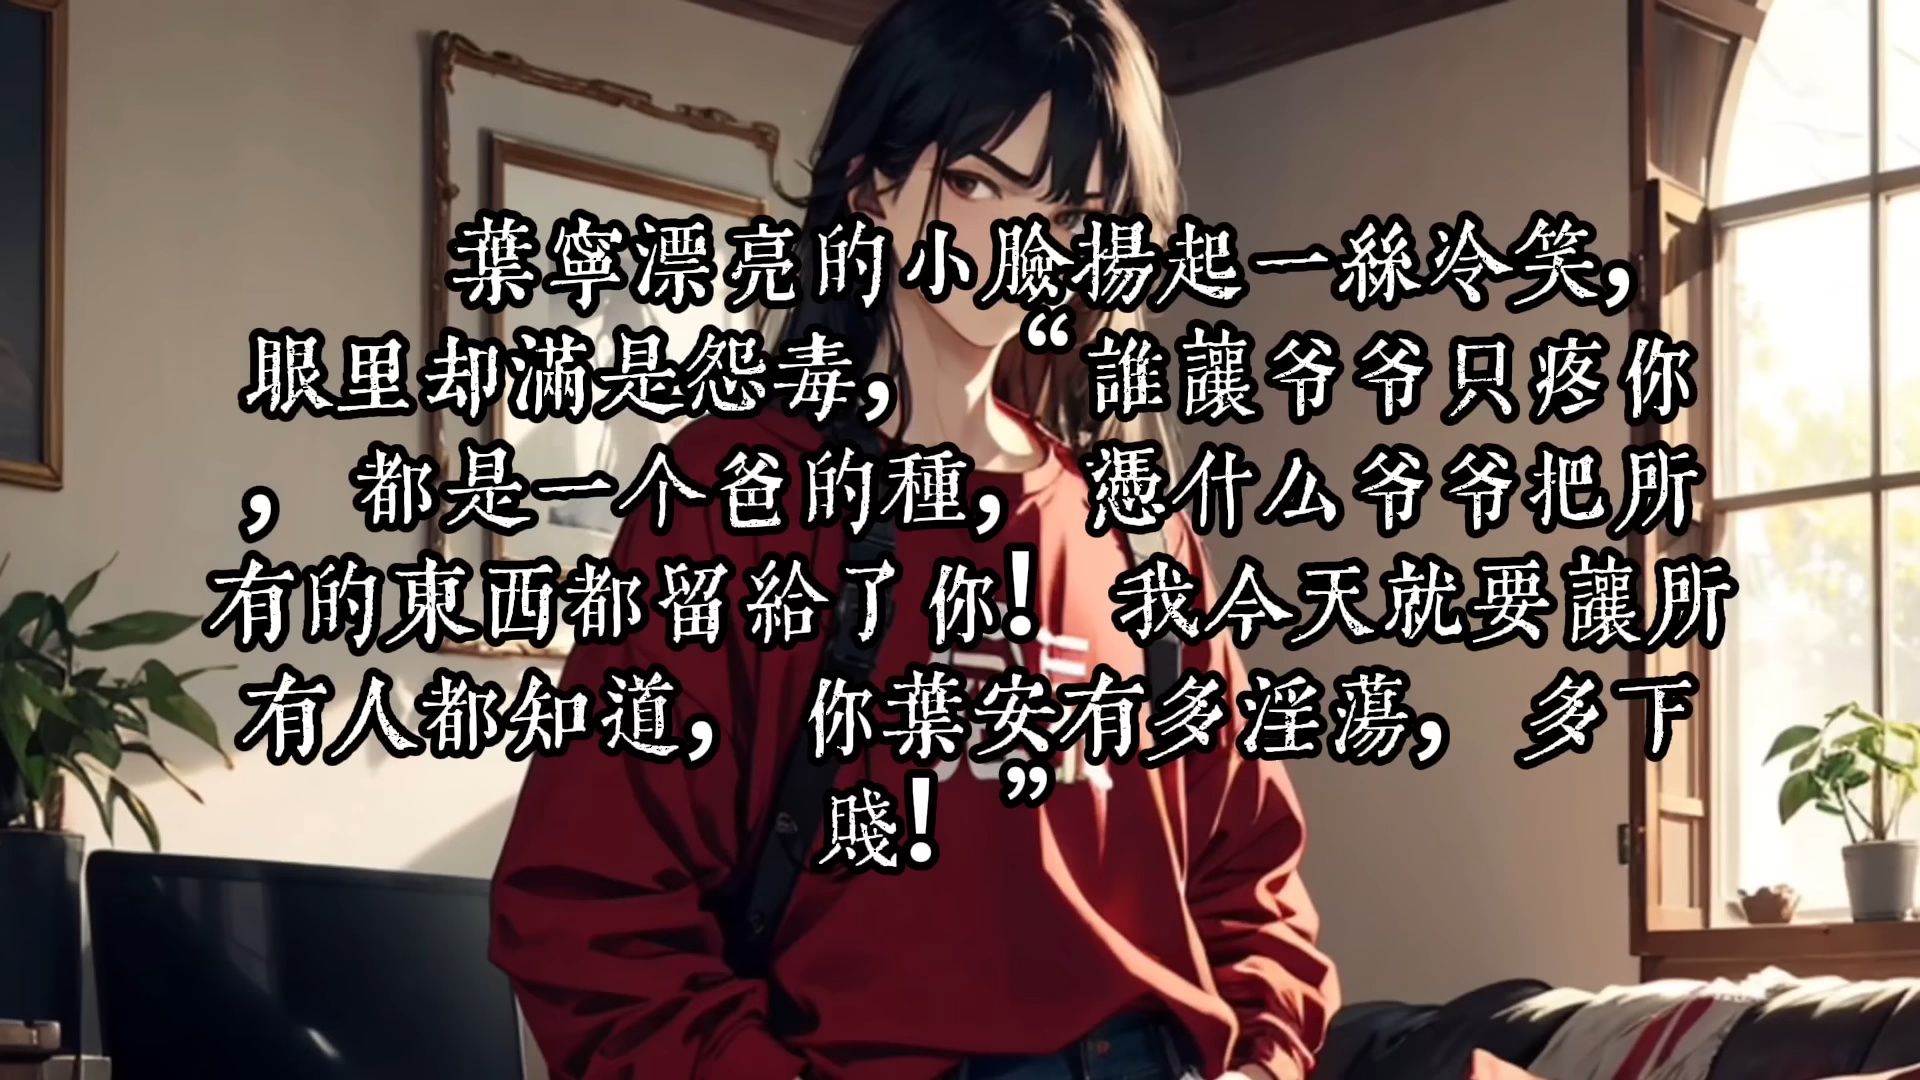 葉寧漂亮的小臉揚起一絲冷笑,
眼里却滿是怨毒, “誰讓爷爷只疼你
, 都是一个爸的種, 憑什么爷爷把所
有的東西都留給了你! 我今天就要讓所
有人都知道, 你葉安有多淫蕩, 多下
賤! ”